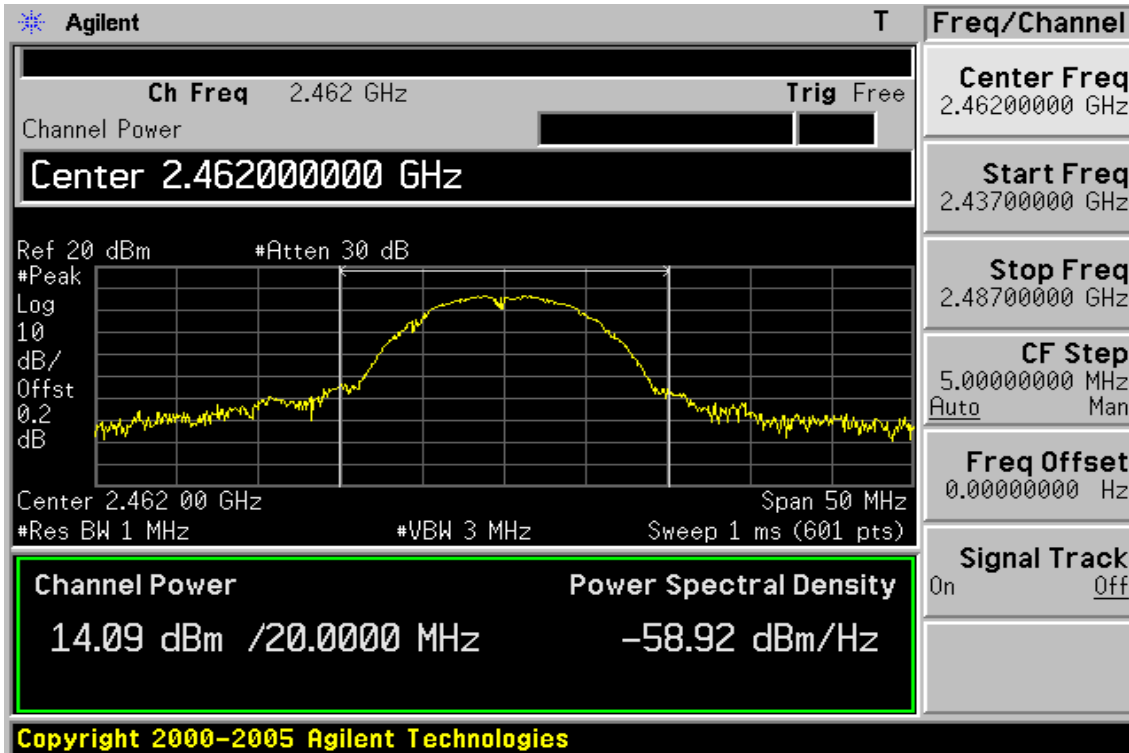 Agilent T
Ch Freq 2.462 GHz Trig Free
Channel Power
Center 2.462000000 GHz
Ref 20 dBm #Atten 30 dB
#Peak
Log
10
dB/
Offst
0.2
dB
Center 2.462 00 GHz Span 50 MHz
#Res BW 1 MHz #VBW 3 MHz Sweep 1 ms (601 pts)
Channel Power Power Spectral Density
14.09 dBm /20.0000 MHz -58.92 dBm/Hz
Copyright 2000-2005 Agilent Technologies
Freq/Channel
Center Freq
2.46200000 GHz
Start Freq
2.43700000 GHz
Stop Freq
2.48700000 GHz
CF Step
5.00000000 MHz
Auto Man
Freq Offset
0.00000000 Hz
Signal Track
On Off